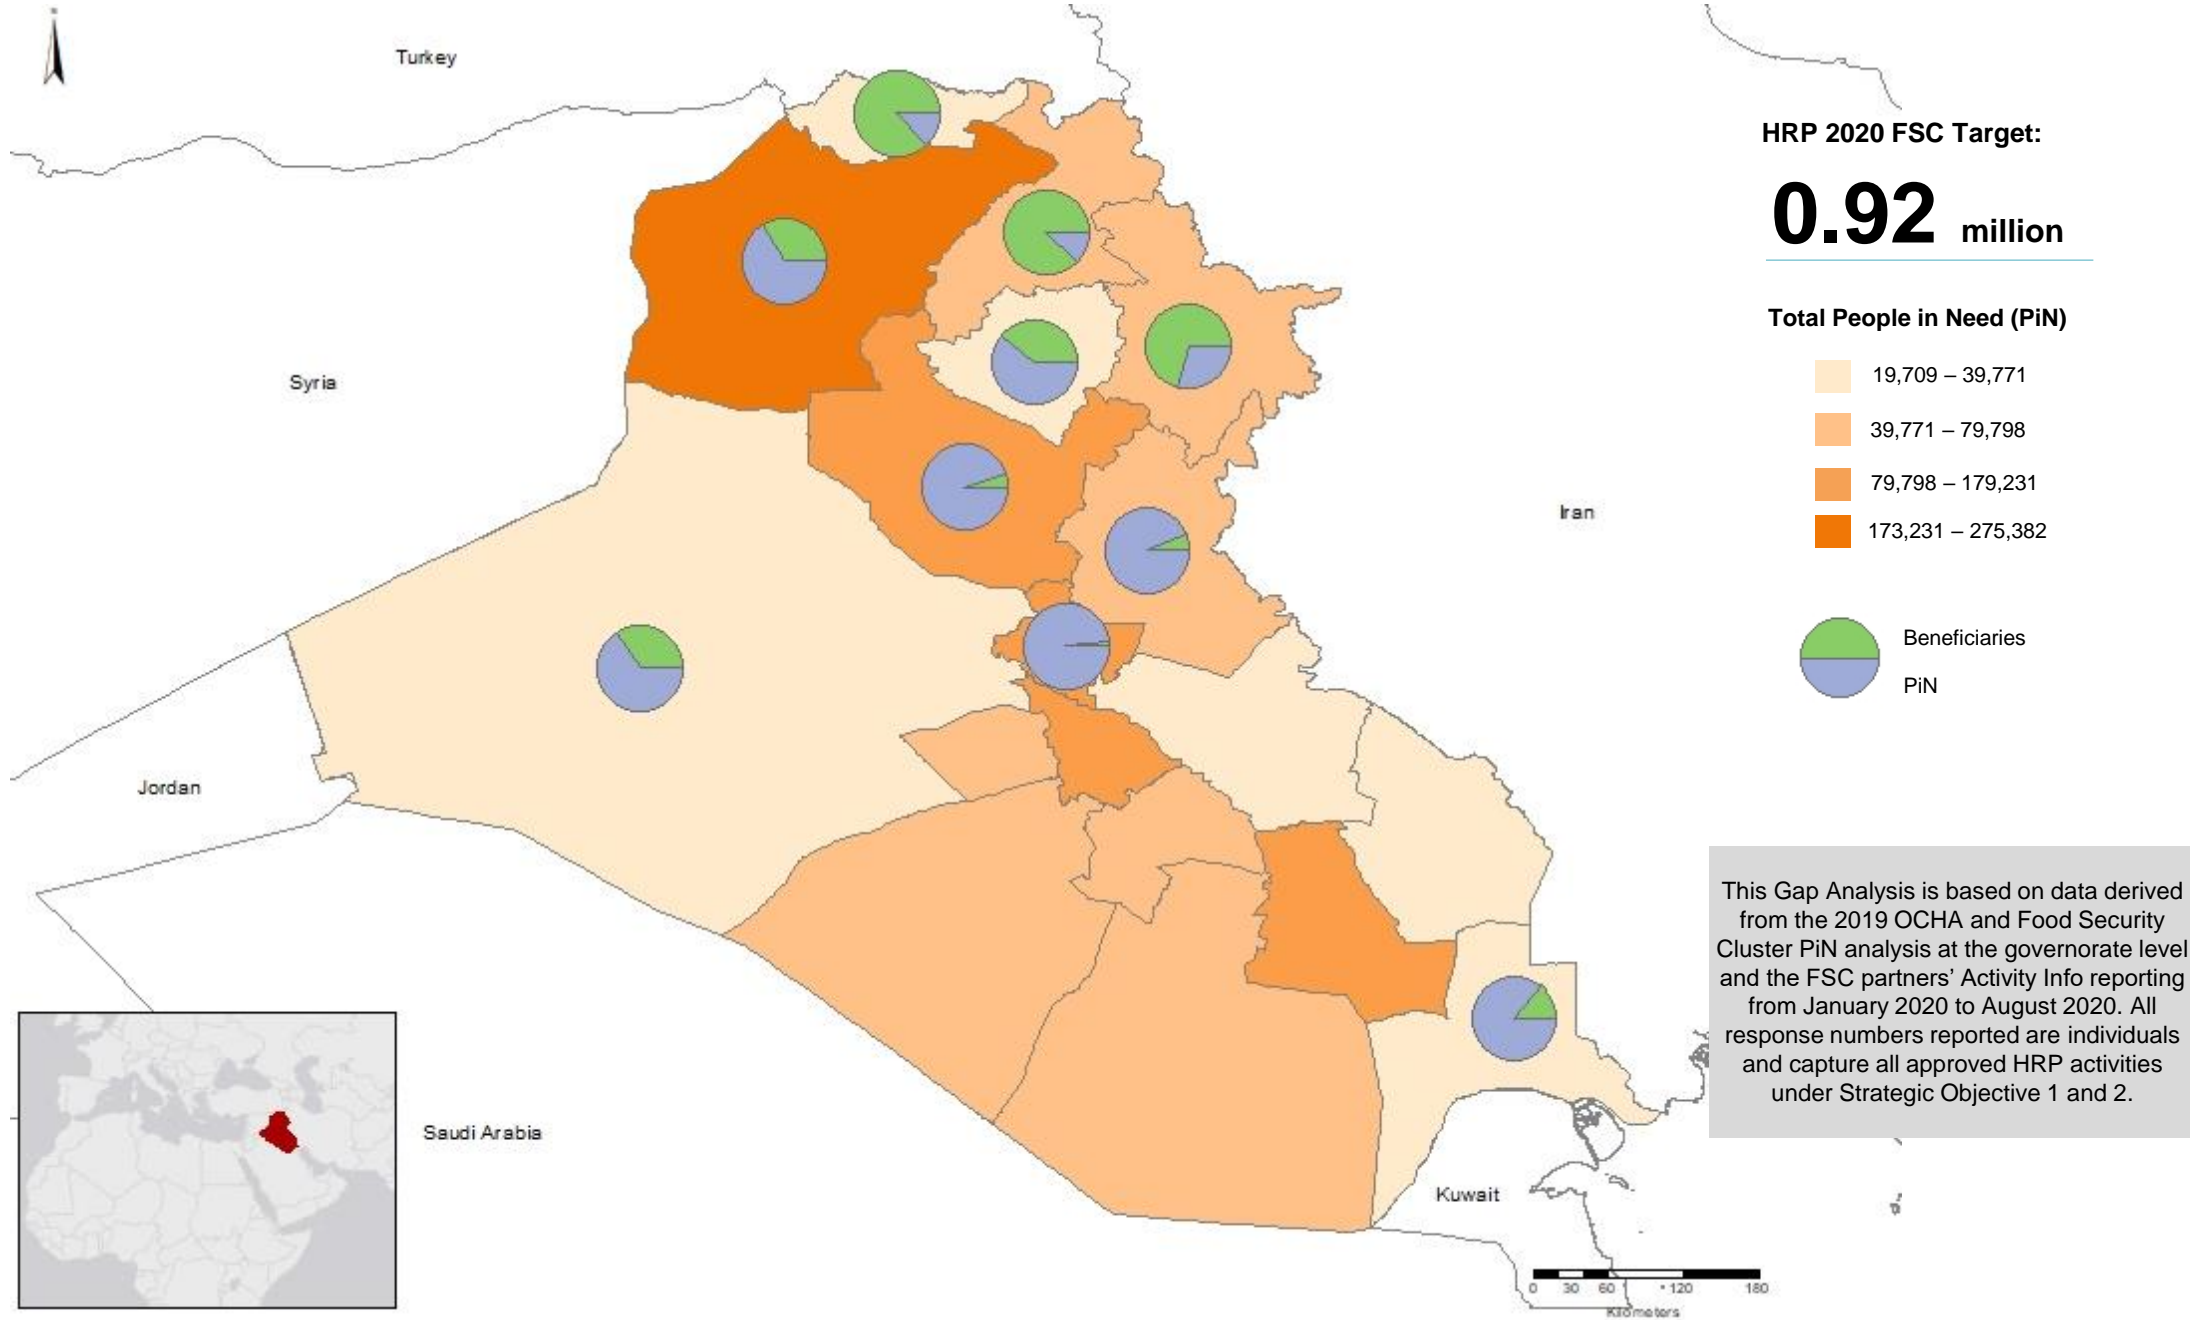 Turkey
Syria
Iran
Jordan
Saudi Arabia
Kuwait
HRP 2020 FSC Target:
0.92 million
Total People in Need (PiN)
19,709 – 39,771
39,771 – 79,798
79,798 – 179,231
173,231 – 275,382
Beneficiaries
PiN
This Gap Analysis is based on data derived
from the 2019 OCHA and Food Security
Cluster PiN analysis at the governorate level
and the FSC partners’ Activity Info reporting
from January 2020 to August 2020. All
response numbers reported are individuals
and capture all approved HRP activities
under Strategic Objective 1 and 2.
0 30 60 120 180
Kilometers